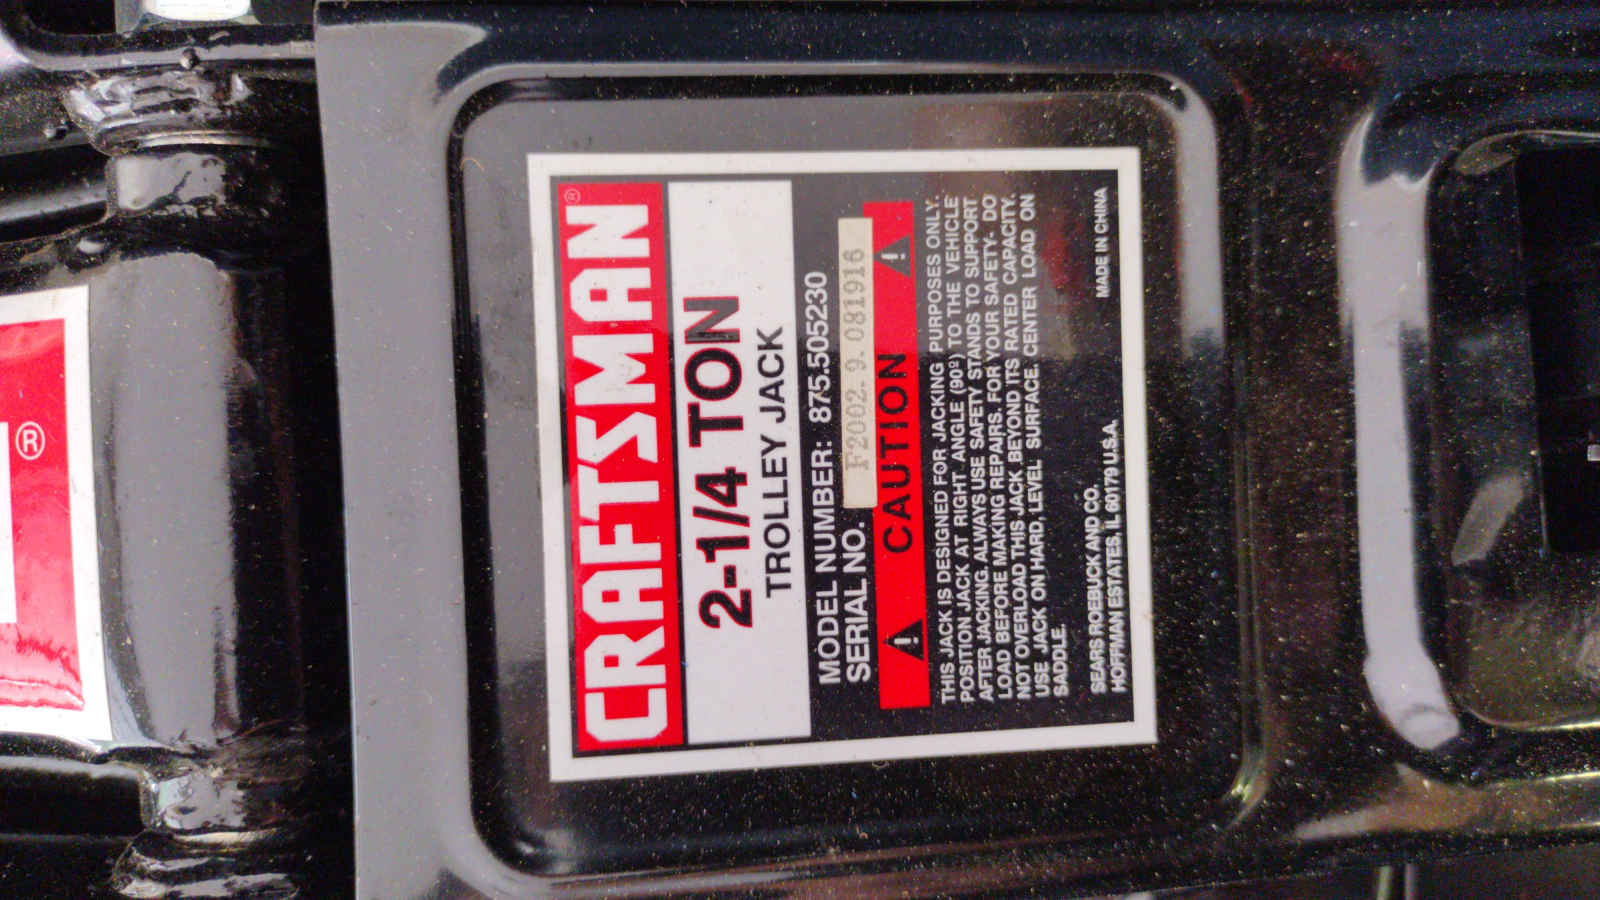 ®
CRAFTSMAN®
2-1/4 TON
TROLLEY JACK
MODEL NUMBER: 875.505230
SERIAL NO. F2002.9.081916
⚠ CAUTION ⚠
THIS JACK IS DESIGNED FOR JACKING PURPOSES ONLY.
POSITION JACK AT RIGHT ANGLE (90º) TO THE VEHICLE
AFTER JACKING. ALWAYS USE SAFETY STANDS TO SUPPORT
LOAD BEFORE MAKING REPAIRS. FOR YOUR SAFETY- DO
NOT OVERLOAD THIS JACK BEYOND ITS RATED CAPACITY.
USE JACK ON HARD, LEVEL SURFACE. CENTER LOAD ON
SADDLE.
SEARS ROEBUCK AND CO.
HOFFMAN ESTATES, IL 60179 U.S.A. MADE IN CHINA